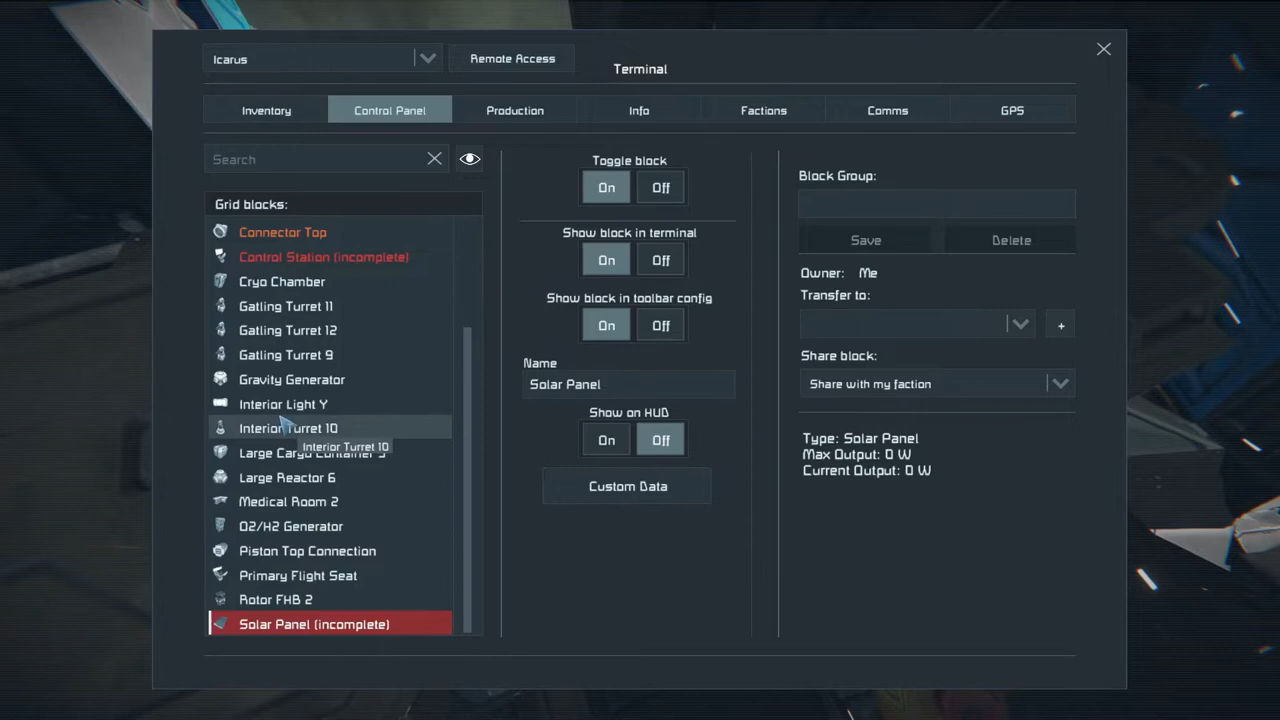 Icarus
Remote Access
Terminal
Inventory
Control Panel
Production
Info
Factions
Comms
GPS
Search
Grid blocks:
Connector Top
Control Station (incomplete)
Cryo Chamber
Gatling Turret 11
Gatling Turret 12
Gatling Turret 9
Gravity Generator
Interior Light Y
Interior Turret 10
Interior Turret 10
Large Cargo Container 3
Large Reactor 6
Medical Room 2
O2/H2 Generator
Piston Top Connection
Primary Flight Seat
Rotor FHB 2
Solar Panel (incomplete)
Toggle block
On Off
Show block in terminal
On Off
Show block in toolbar config
On Off
Name
Solar Panel
Show on HUD
On Off
Custom Data
Block Group:
Save Delete
Owner: Me
Transfer to:
+
Share block:
Share with my faction
Type: Solar Panel
Max Output: 0 W
Current Output: 0 W